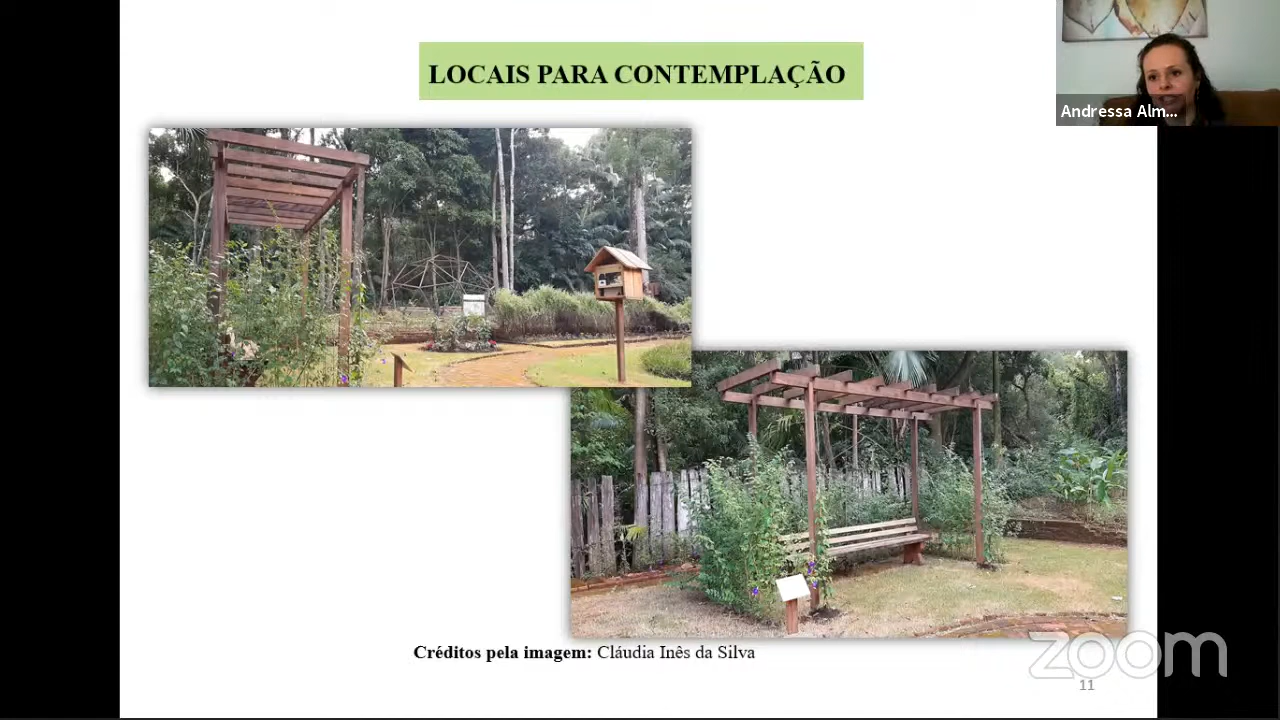 LOCAIS PARA CONTEMPLAÇÃO
Andressa Alm...
Créditos pela imagem: Cláudia Inês da Silva
zoom
11